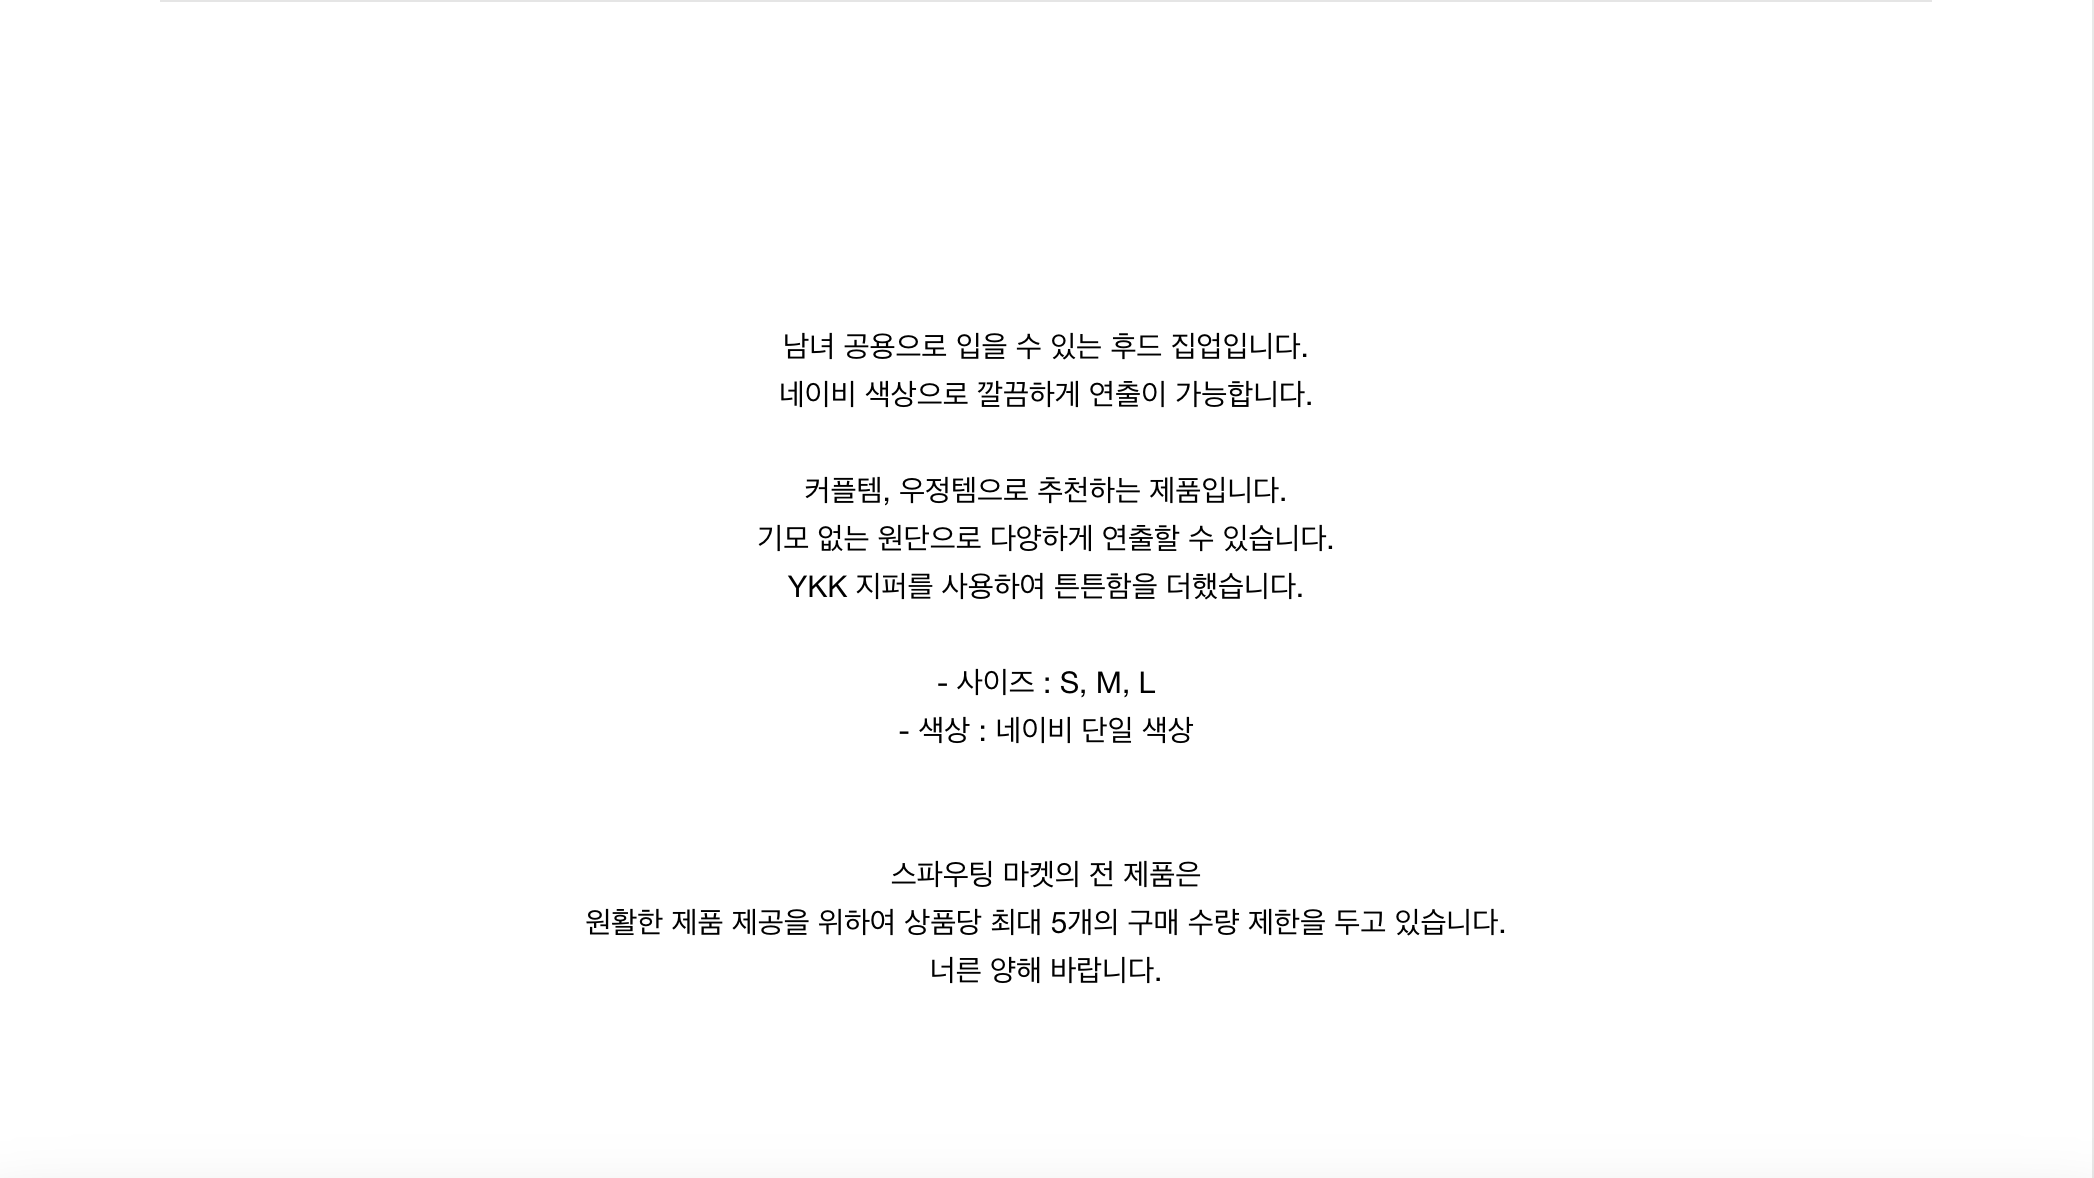 남녀 공용으로 입을 수 있는 후드 집업입니다.
네이비 색상으로 깔끔하게 연출이 가능합니다.
커플템, 우정템으로 추천하는 제품입니다.
기모 없는 원단으로 다양하게 연출할 수 있습니다.
YKK 지퍼를 사용하여 튼튼함을 더했습니다.
- 사이즈 : S, M, L
- 색상 : 네이비 단일 색상
스파우팅 마켓의 전 제품은
원활한 제품 제공을 위하여 상품당 최대 5개의 구매 수량 제한을 두고 있습니다.
너른 양해 바랍니다.